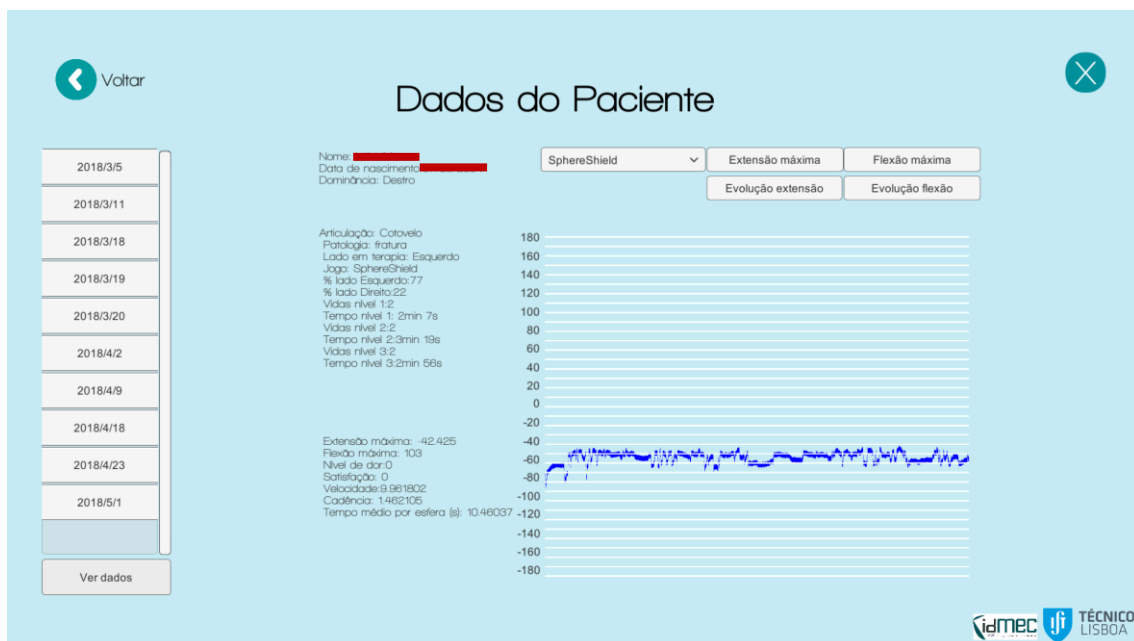 Voltar
Dados do Paciente
2018/3/5
2018/3/11
2018/3/18
2018/3/19
2018/3/20
2018/4/2
2018/4/9
2018/4/18
2018/4/23
2018/5/1
Ver dados
Nome:
Data de nascimento
Dominância: Destro
SphereShield
Extensão máxima
Flexão máxima
Evolução extensão
Evolução flexão
Articulação: Cotovelo
Patologia: fratura
Lado em terapia: Esquerdo
Jogo: SphereShield
% lado Esquerdo:77
% lado Direito:22
Vidas nível 1:2
Tempo nível 1: 2min 7s
Vidas nível 2:2
Tempo nível 2:3min 19s
Vidas nível 3:2
Tempo nível 3:2min 56s
Extensão máxima: -42.425
Flexão máxima: 103
Nível de dor:0
Satisfação: 0
Velocidade:9.961802
Cadência: 1.462105
Tempo médio por esfera (s): 10.46037
180
160
140
120
100
80
60
40
20
0
-20
-40
-60
-80
-100
-120
-140
-160
-180
idmec
TÉCNICO
LISBOA